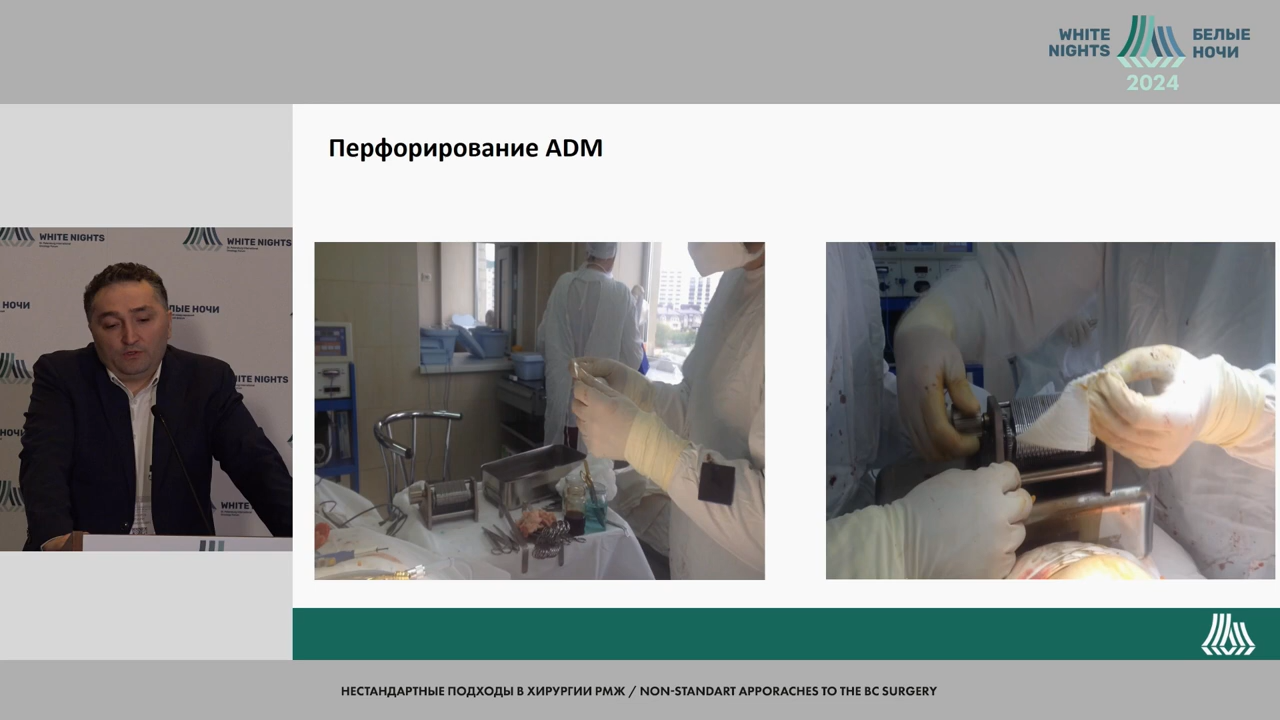 WHITE
NIGHTS
БЕЛЫЕ
НОЧИ
2024
Перфорирование ADM
WHITE NIGHTS
WHITE NIGHTS
НОЧИ
ЛЫЕ НОЧИ
WHITE NIGHTS
НОЧИ
WHITE
НЕСТАНДАРТНЫЕ ПОДХОДЫ В ХИРУРГИИ РМЖ / NON-STANDART APPORACHES TO THE BC SURGERY